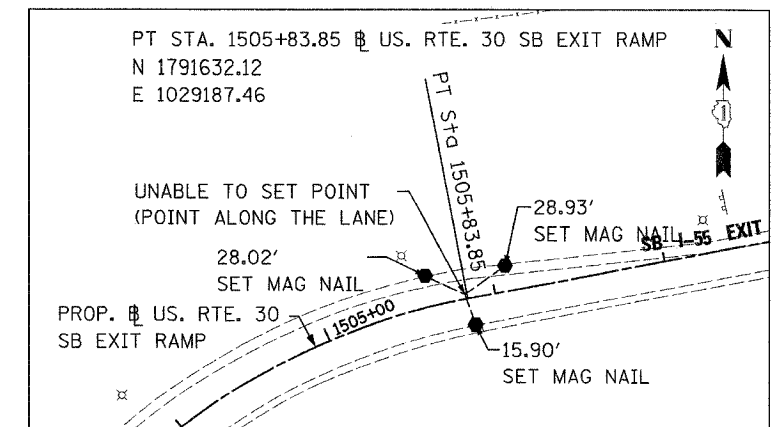 PT STA. 1505+83.85 ℄ US. RTE. 30 SB EXIT RAMP
N 1791632.12
E 1029187.46
N
PT Sta 1505+83.85
UNABLE TO SET POINT
(POINT ALONG THE LANE)
28.93'
SET MAG NAIL
SB I-55 EXIT
28.02'
SET MAG NAIL
PROP. ℄ US. RTE. 30
SB EXIT RAMP
1505+00
15.90'
SET MAG NAIL